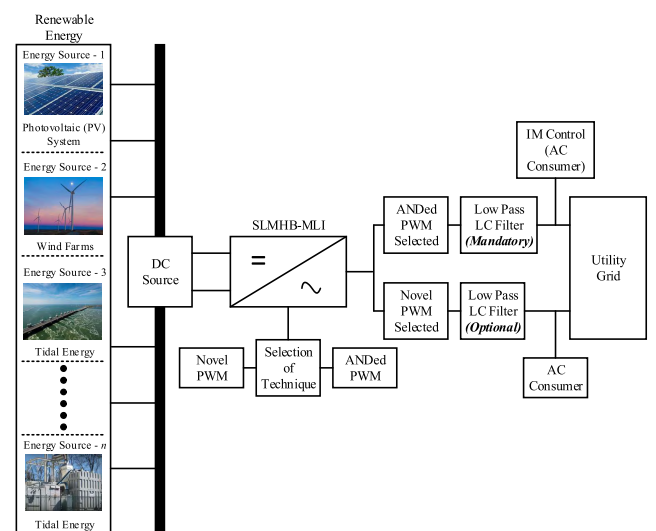 Renewable
Energy
Energy Source - 1
Photovoltaic (PV)
System
Energy Source - 2
Wind Farms
Energy Source - 3
Tidal Energy
Energy Source - n
Tidal Energy
DC
Source
SLMHB-MLI
=
~
Novel
PWM
Selection
of
Technique
ANDed
PWM
ANDed
PWM
Selected
Low Pass
LC Filter
(Mandatory)
IM Control
(AC
Consumer)
Novel
PWM
Selected
Low Pass
LC Filter
(Optional)
AC
Consumer
Utility
Grid